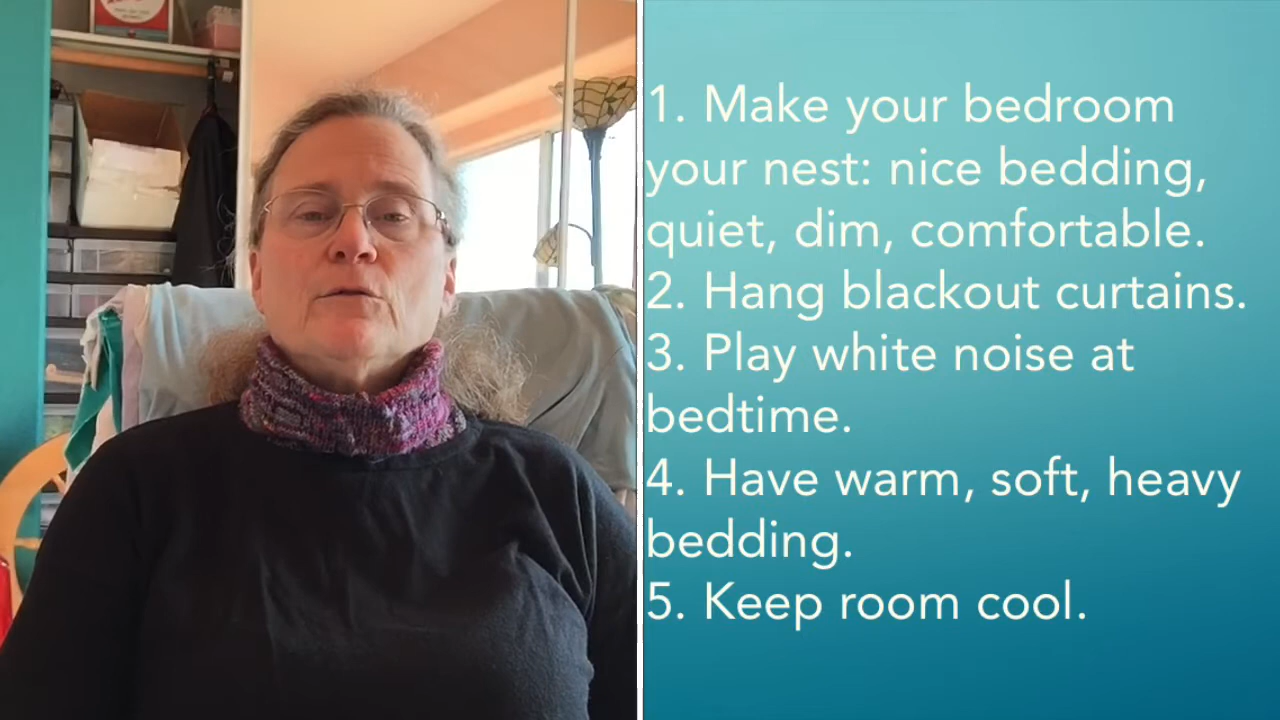 1. Make your bedroom
your nest: nice bedding,
quiet, dim, comfortable.
2. Hang blackout curtains.
3. Play white noise at
bedtime.
4. Have warm, soft, heavy
bedding.
5. Keep room cool.